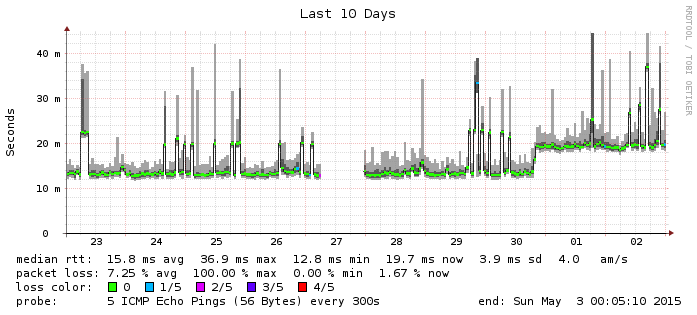 Last 10 Days
RRDTOOL / TOBI OETIKER
Seconds
40 m
30 m
20 m
10 m
0
23 24 25 26 27 28 29 30 01 02
median rtt: 15.8 ms avg 36.9 ms max 12.8 ms min 19.7 ms now 3.9 ms sd 4.0 am/s
packet loss: 7.25 % avg 100.00 % max 0.00 % min 1.67 % now
loss color: 0 1/5 2/5 3/5 4/5
probe: 5 ICMP Echo Pings (56 Bytes) every 300s end: Sun May 3 00:05:10 2015